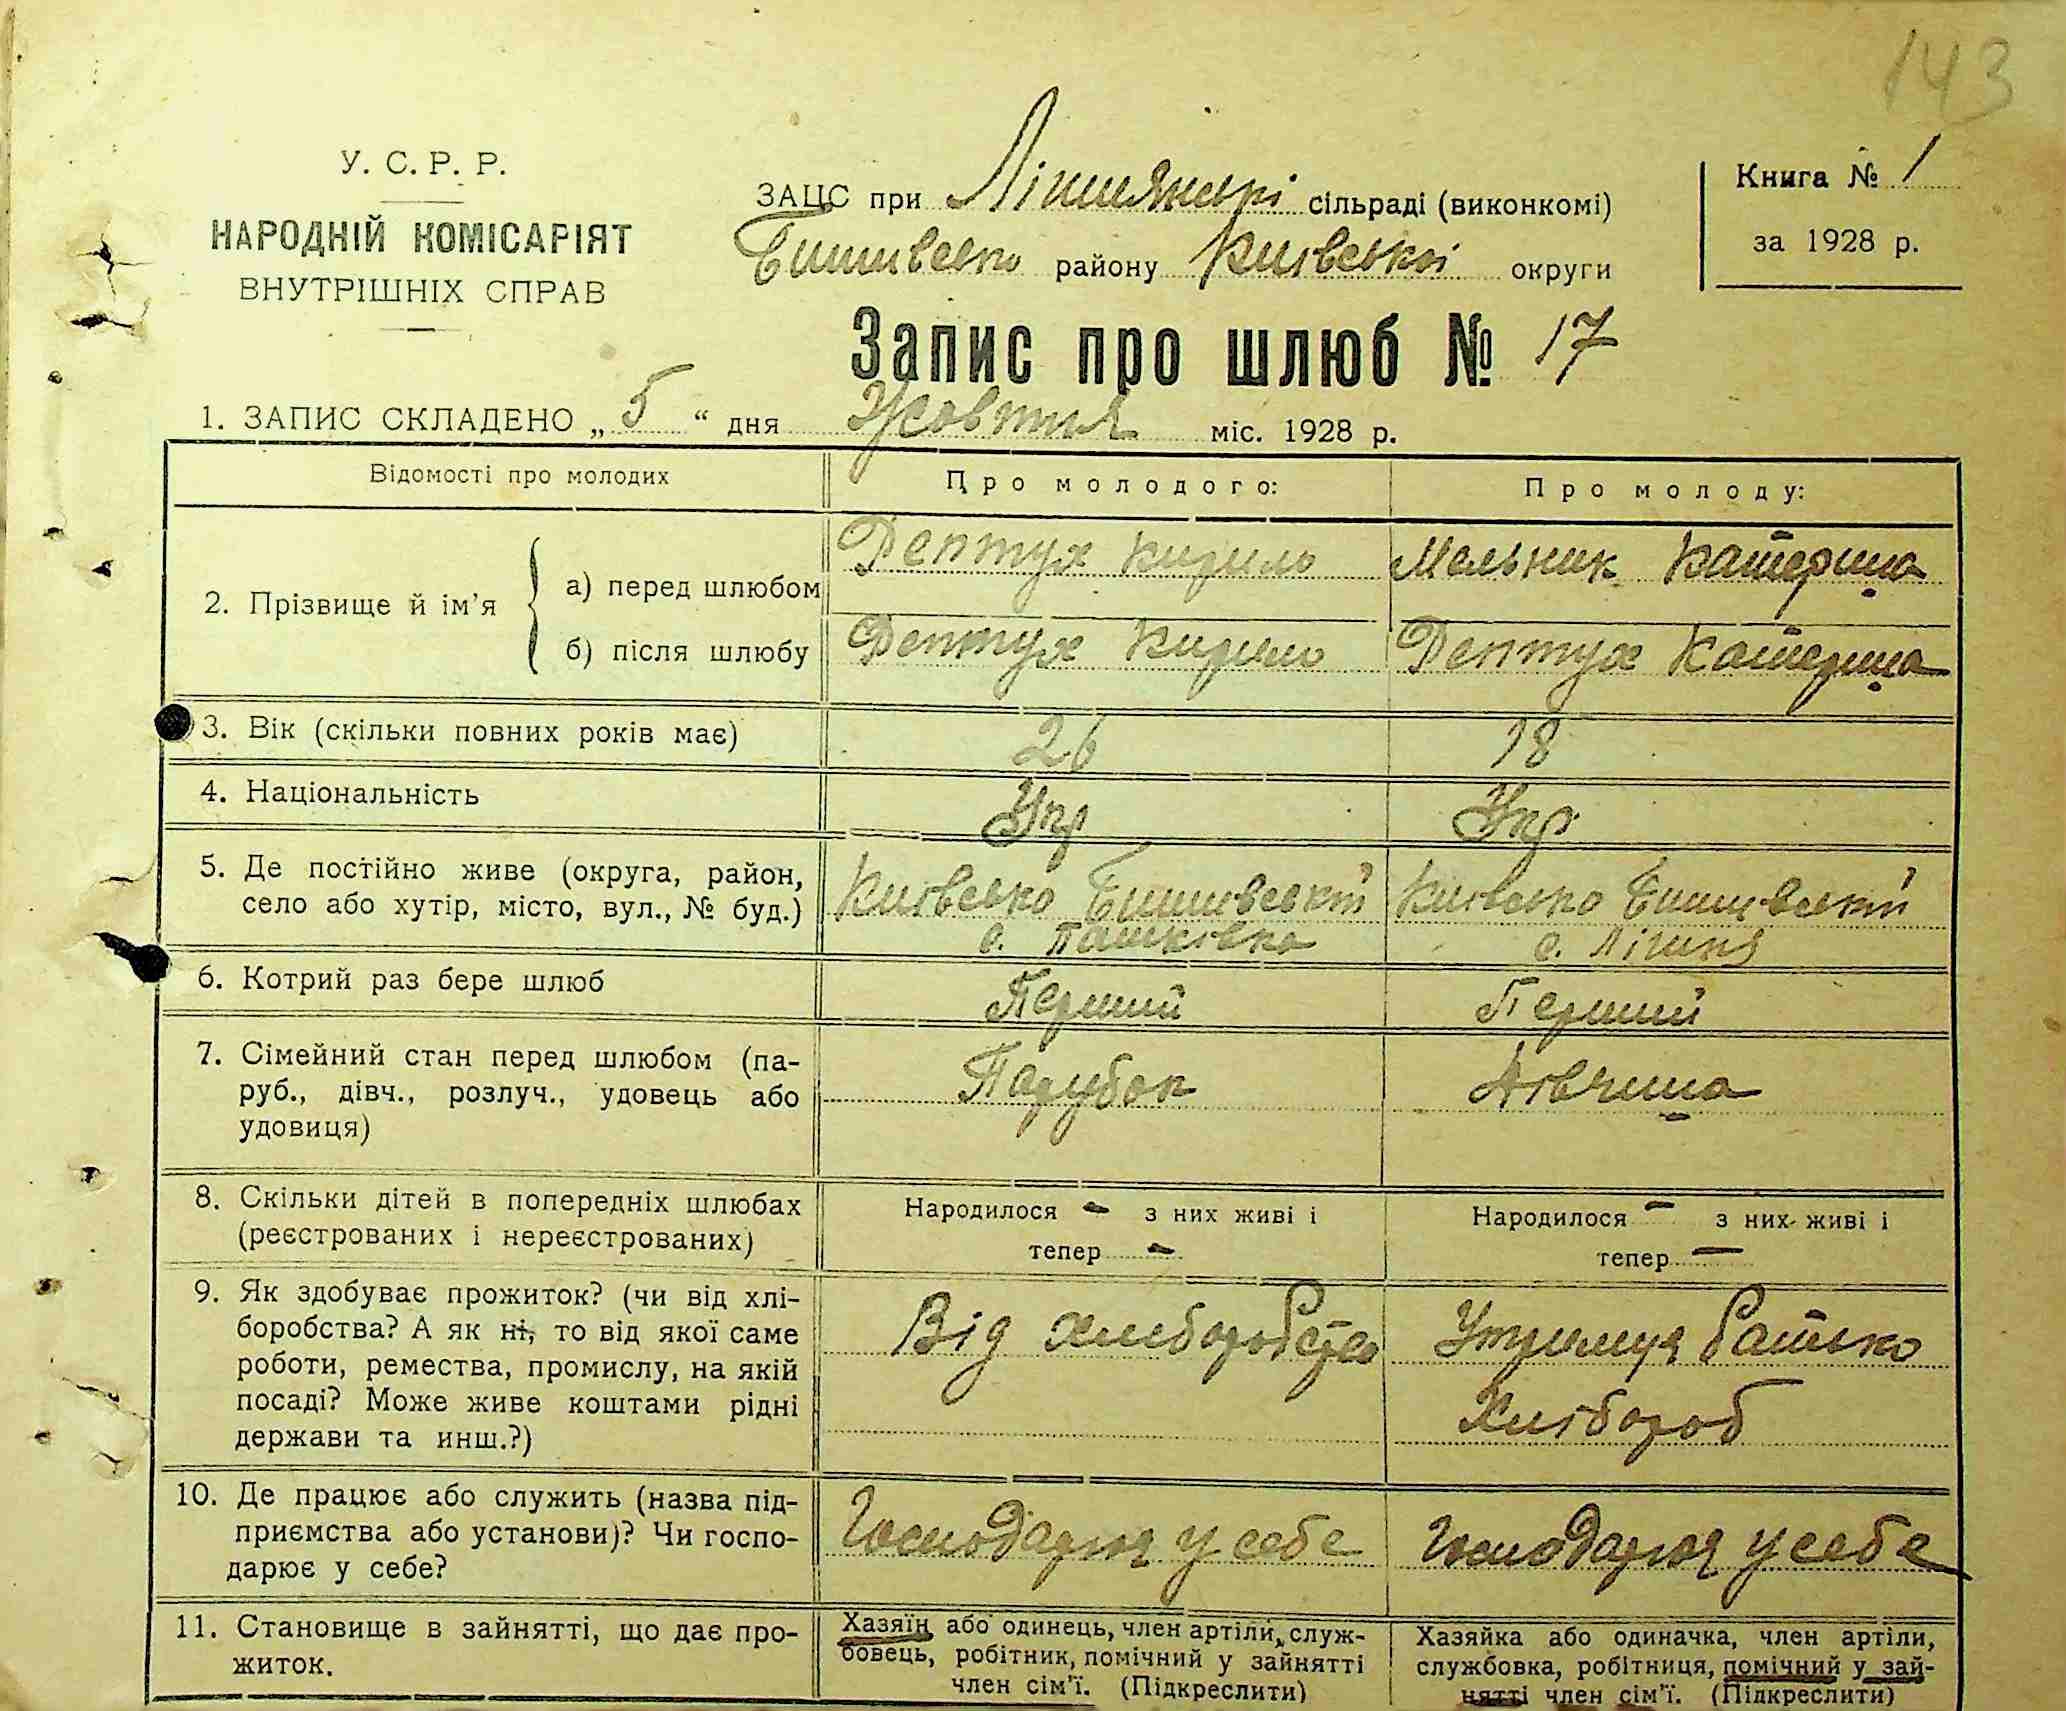 143
У. С. Р. Р.
НАРОДНІЙ КОМІСАРІЯТ
ВНУТРІШНІХ СПРАВ
ЗАЦС при Лішнянські сільраді (виконкомі)
Бишивсько району Київської округи
Книга № 1
за 1928 р.
Запис про шлюб № 17
1. ЗАПИС СКЛАДЕНО „ 5 “ дня Жовтня міс. 1928 р.
Відомості про молодих
Про молодого:
Про молоду:
2. Прізвище й ім’я
а) перед шлюбом
Дептух Кирило
Мельник Катерина
б) після шлюбу
Дептух Кирило
Дептух Катерина
3. Вік (скільки повних років має)
26
18
4. Національність
Укр
Укр
5. Де постійно живе (округа, район,
село або хутір, місто, вул., № буд.)
Київсько Бишивський
с. Пашківка
Київсько Бишивський
с. Лішня
6. Котрий раз бере шлюб
Перший
Перший
7. Сімейний стан перед шлюбом (па-
руб., дівч., розлуч., удовець або
удовиця)
Парубок
Дівчина
8. Скільки дітей в попередніх шлюбах
(реєстрованих і нереєстрованих)
Народилося - з них живі і
тепер -
Народилося - з них живі і
тепер -
9. Як здобуває прожиток? (чи від хлі-
боробства? А як ні, то від якої саме
роботи, ремества, промислу, на якій
посаді? Може живе коштами рідні
держави та инш.?)
Від хліборобства
Утримуя батько
Хлібороб
10. Де працює або служить (назва під-
приємства або установи)? Чи госпо-
дарює у себе?
Господарює у себе
Господарює у себе
11. Становище в зайнятті, що дає про-
житок.
Хазяїн або одинець, член артіли, служ-
бовець, робітник, помічний у зайнятті
член сім’ї. (Підкреслити)
Хазяйка або одиначка, член артіли,
службовка, робітниця, помічний у зай-
нятті член сім’ї. (Підкреслити)